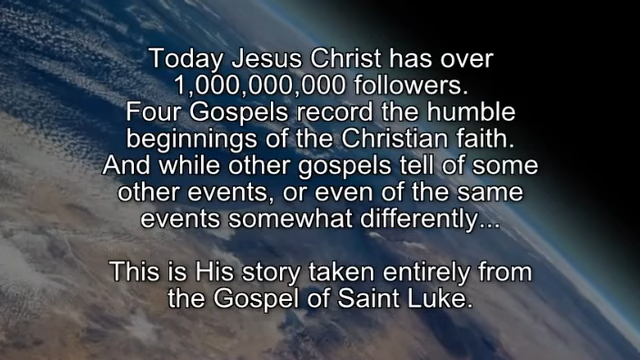 Today Jesus Christ has over
1,000,000,000 followers.
Four Gospels record the humble
beginnings of the Christian faith.
And while other gospels tell of some
other events, or even of the same
events somewhat differently...
This is His story taken entirely from
the Gospel of Saint Luke.